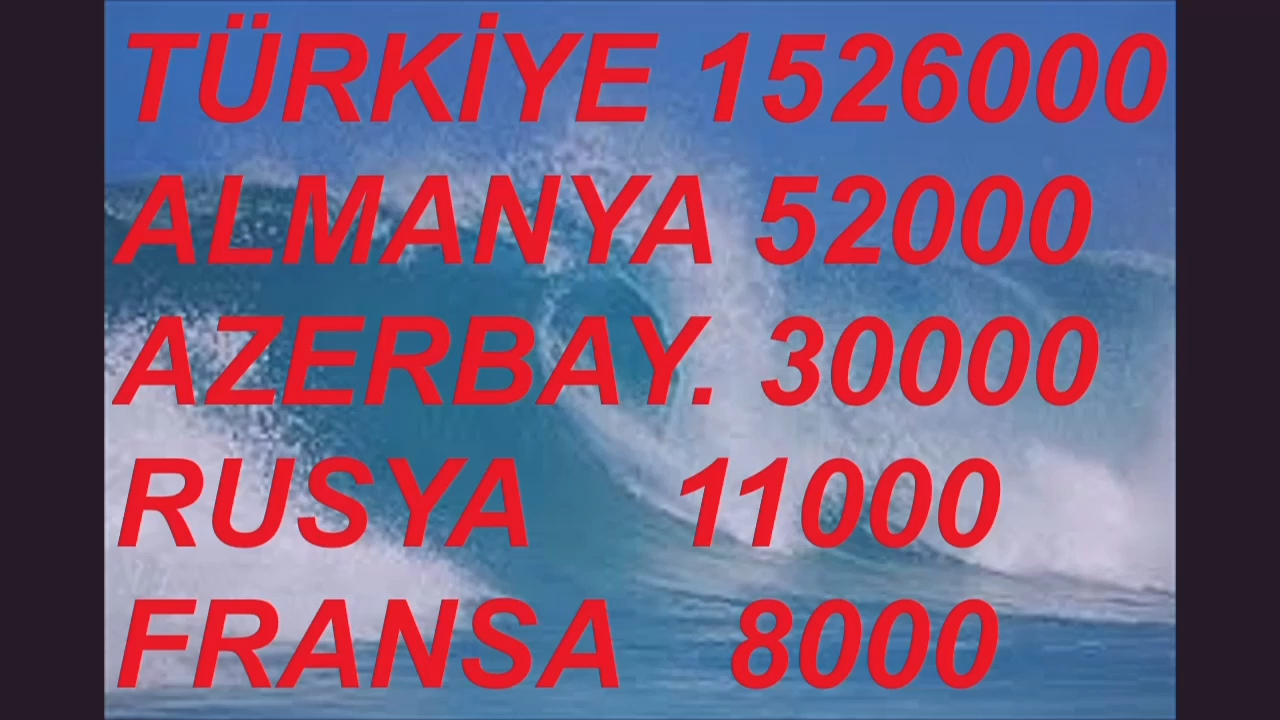 TÜRKİYE 1526000
ALMANYA 52000
AZERBAY. 30000
RUSYA 11000
FRANSA 8000